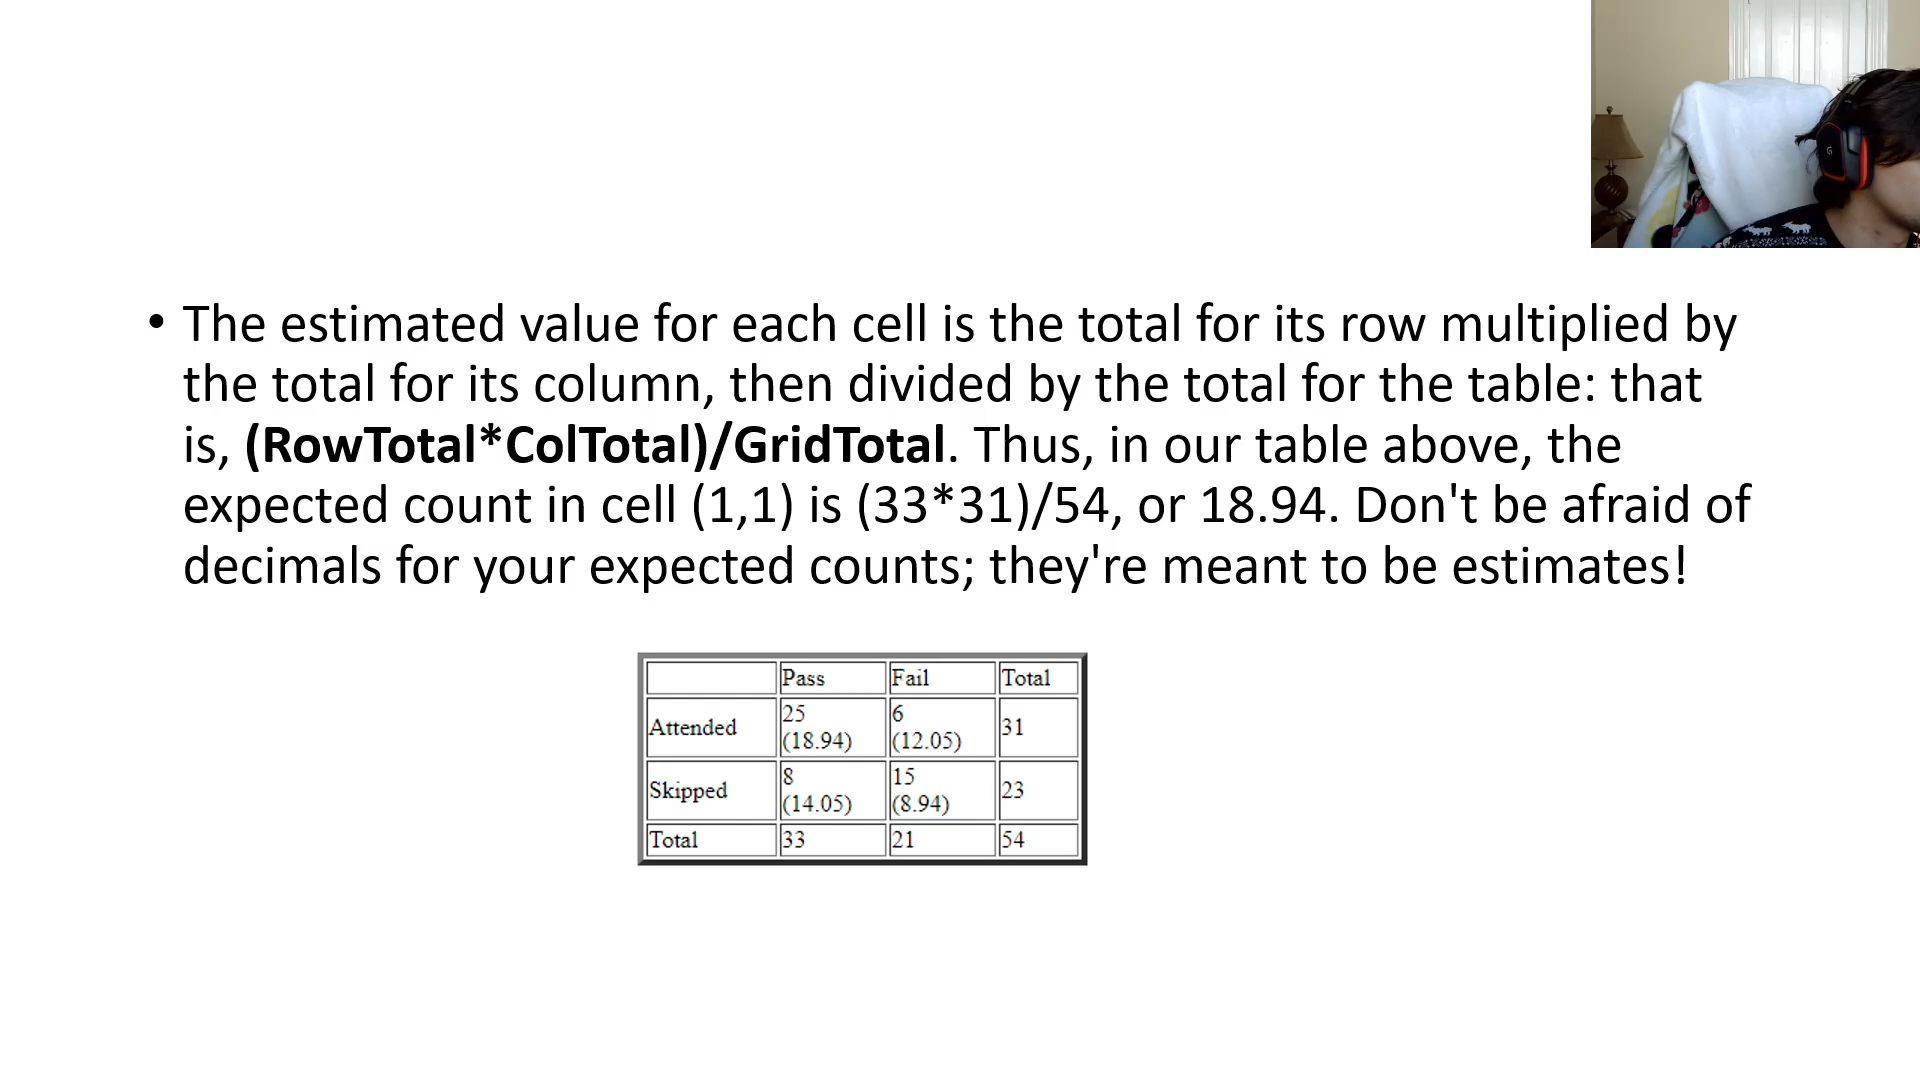 • The estimated value for each cell is the total for its row multiplied by
the total for its column, then divided by the total for the table: that
is, (RowTotal*ColTotal)/GridTotal. Thus, in our table above, the
expected count in cell (1,1) is (33*31)/54, or 18.94. Don't be afraid of
decimals for your expected counts; they're meant to be estimates!
Pass Fail Total
Attended 25 (18.94) 6 (12.05) 31
Skipped 8 (14.05) 15 (8.94) 23
Total 33 21 54